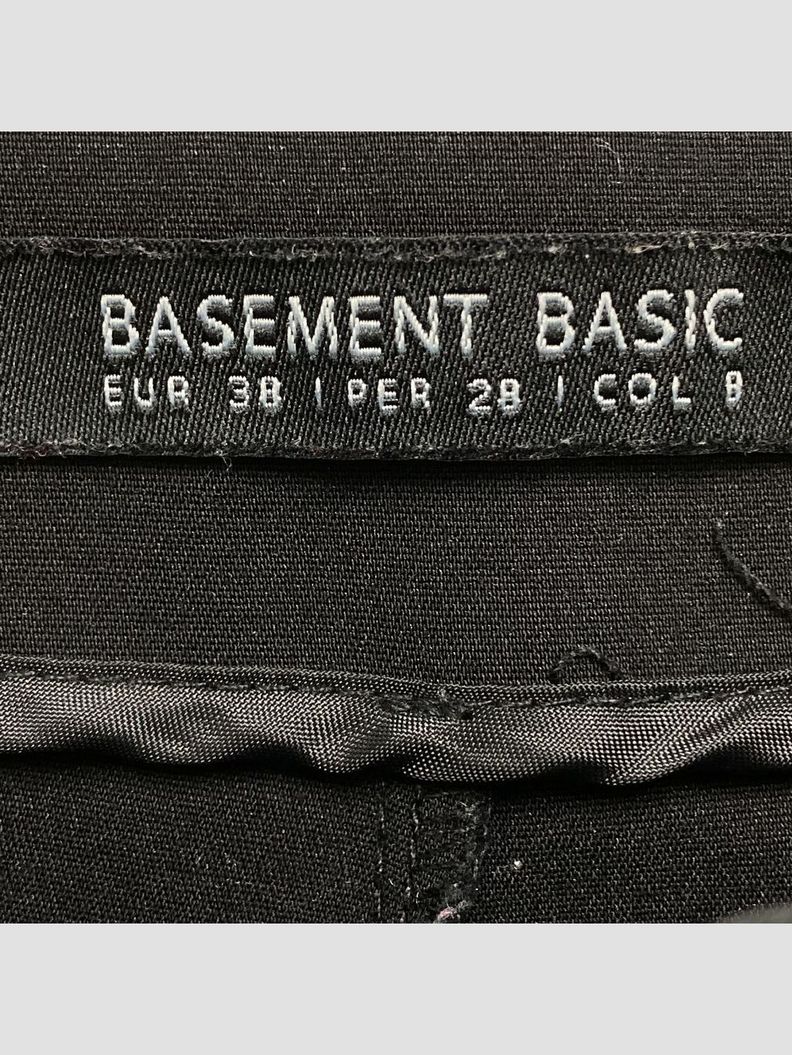 BASEMENT BASIC
EUR 38 | PER 28 | COL 8